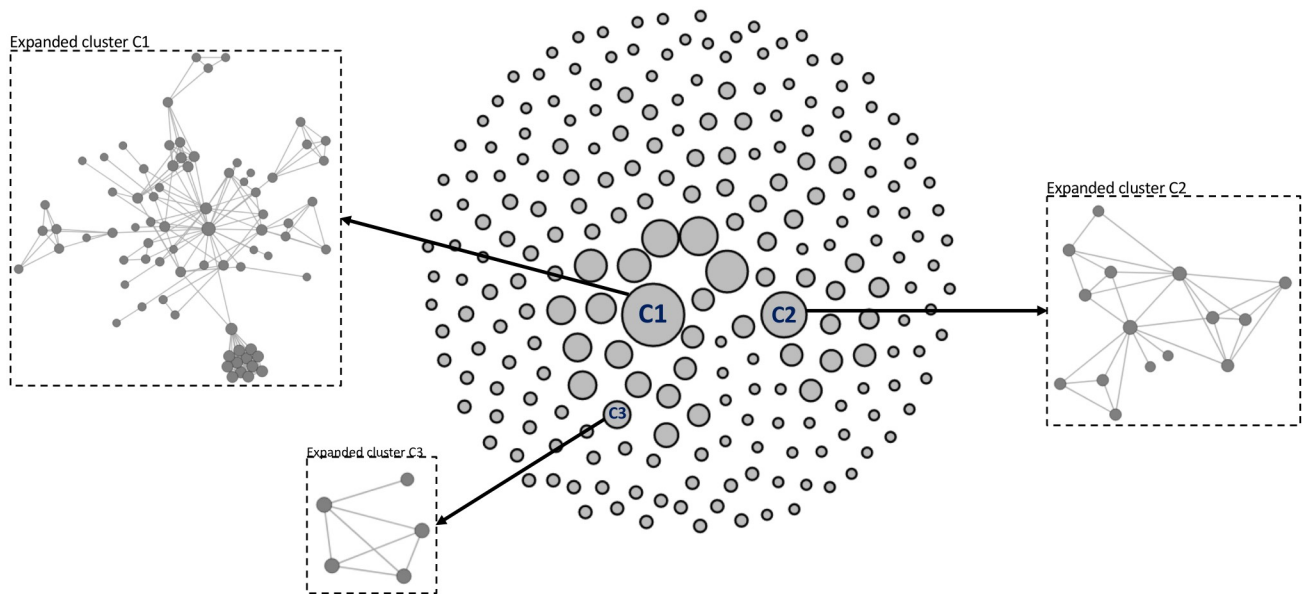 Expanded cluster C1
Expanded cluster C2
C1
C2
C3
Expanded cluster C3